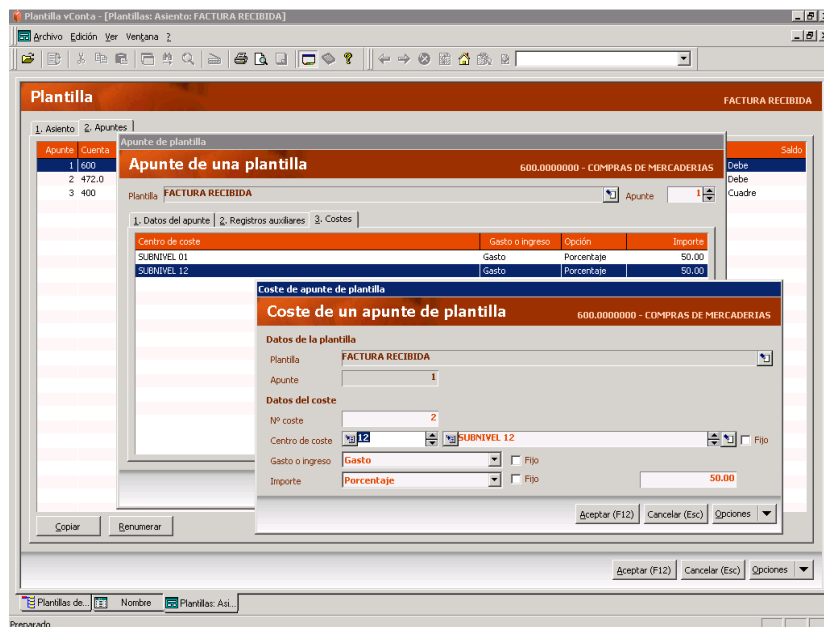 Plantilla vConta - [Plantillas: Asiento: FACTURA RECIBIDA]
Archivo Edición Ver Ventana ?
Plantilla FACTURA RECIBIDA
1. Asiento 2. Apuntes
Apunte Cuenta Saldo
1 600 Debe
2 472.0 Debe
3 400 Cuadre
Apunte de plantilla
Apunte de una plantilla 600.0000000 - COMPRAS DE MERCADERIAS
Plantilla FACTURA RECIBIDA Apunte 1
1. Datos del apunte 2. Registros auxiliares 3. Costes
Centro de coste Gasto o ingreso Opción Importe
SUBNIVEL 01 Gasto Porcentaje 50.00
SUBNIVEL 12 Gasto Porcentaje 50.00
Coste de apunte de plantilla
Coste de un apunte de plantilla 600.0000000 - COMPRAS DE MERCADERIAS
Datos de la plantilla
Plantilla FACTURA RECIBIDA
Apunte 1
Datos del coste
Nº coste 2
Centro de coste 12 SUBNIVEL 12 Fijo
Gasto o ingreso Gasto Fijo
Importe Porcentaje Fijo 50.00
Aceptar (F12) Cancelar (Esc) Opciones
Copiar Renumerar
Aceptar (F12) Cancelar (Esc) Opciones
Plantillas de... Nombre Plantillas: Asi...
Preparado